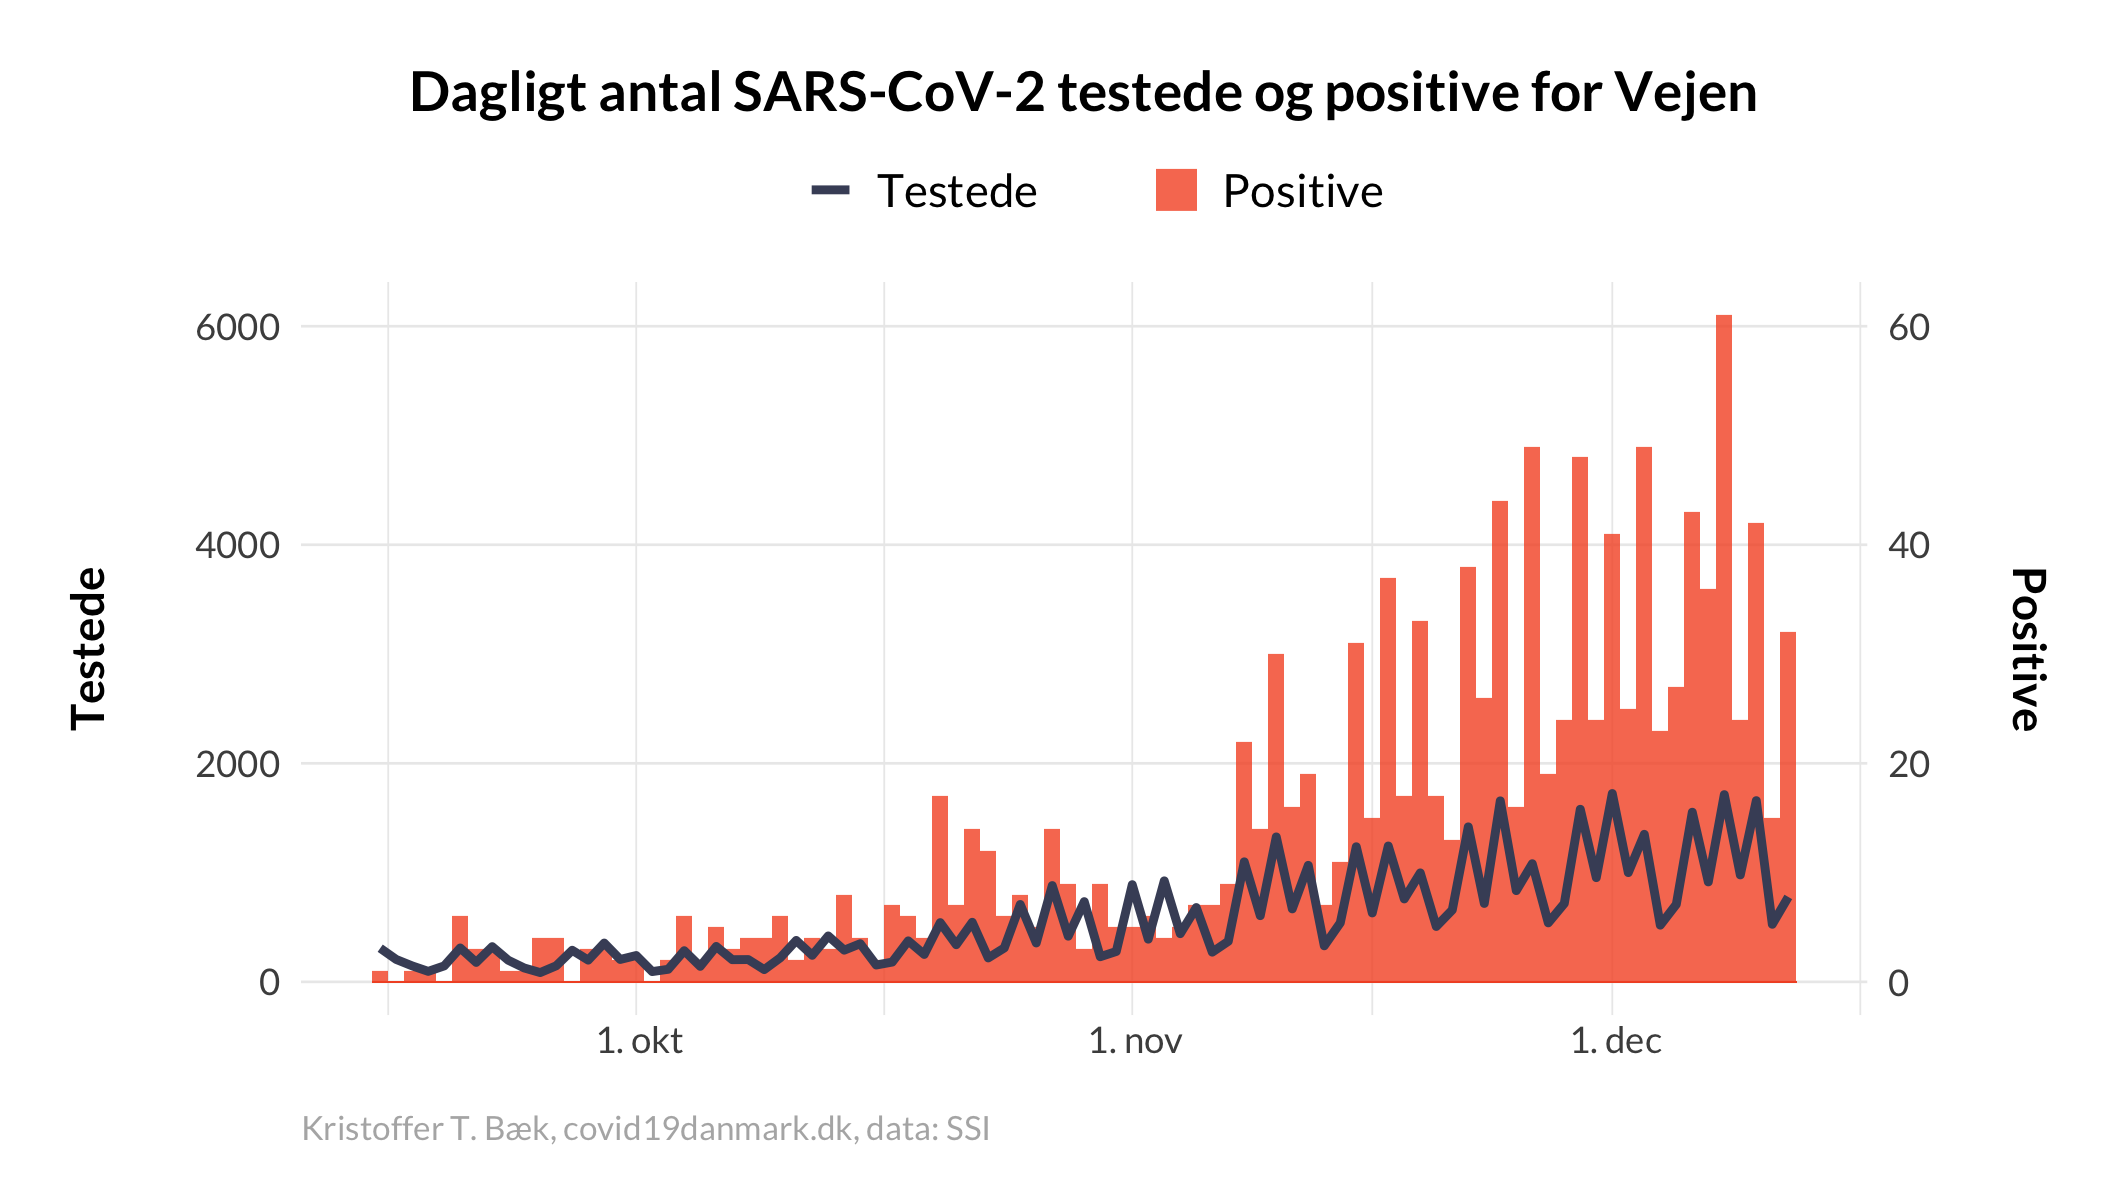 Dagligt antal SARS-CoV-2 testede og positive for Vejen
Testede
Positive
6000
60
4000
40
2000
20
0
0
Testede
Positive
1. okt
1. nov
1. dec
Kristoffer T. Bæk, covid19danmark.dk, data: SSI